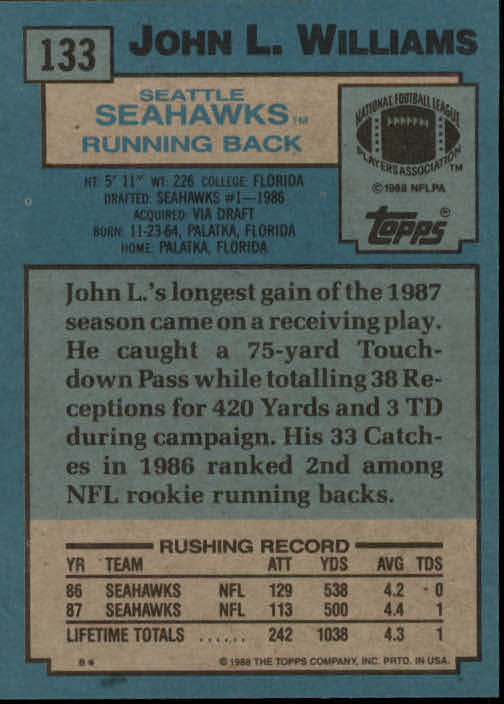 133
JOHN L. WILLIAMS
SEATTLE
SEAHAWKS™
RUNNING BACK
NATIONAL FOOTBALL LEAGUE
PLAYERS ASSOCIATION™
©1988 NFLPA
topps®
HT: 5' 11" WT: 226 COLLEGE: FLORIDA
DRAFTED: SEAHAWKS #1—1986
ACQUIRED: VIA DRAFT
BORN: 11-23-64, PALATKA, FLORIDA
HOME: PALATKA, FLORIDA
John L.'s longest gain of the 1987
season came on a receiving play.
He caught a 75-yard Touch-
down Pass while totalling 38 Re-
ceptions for 420 Yards and 3 TD
during campaign. His 33 Catch-
es in 1986 ranked 2nd among
NFL rookie running backs.
RUSHING RECORD
YR TEAM ATT YDS AVG TDS
86 SEAHAWKS NFL 129 538 4.2 0
87 SEAHAWKS NFL 113 500 4.4 1
LIFETIME TOTALS ...... 242 1038 4.3 1
B* ©1988 THE TOPPS COMPANY, INC. PRTD. IN USA.